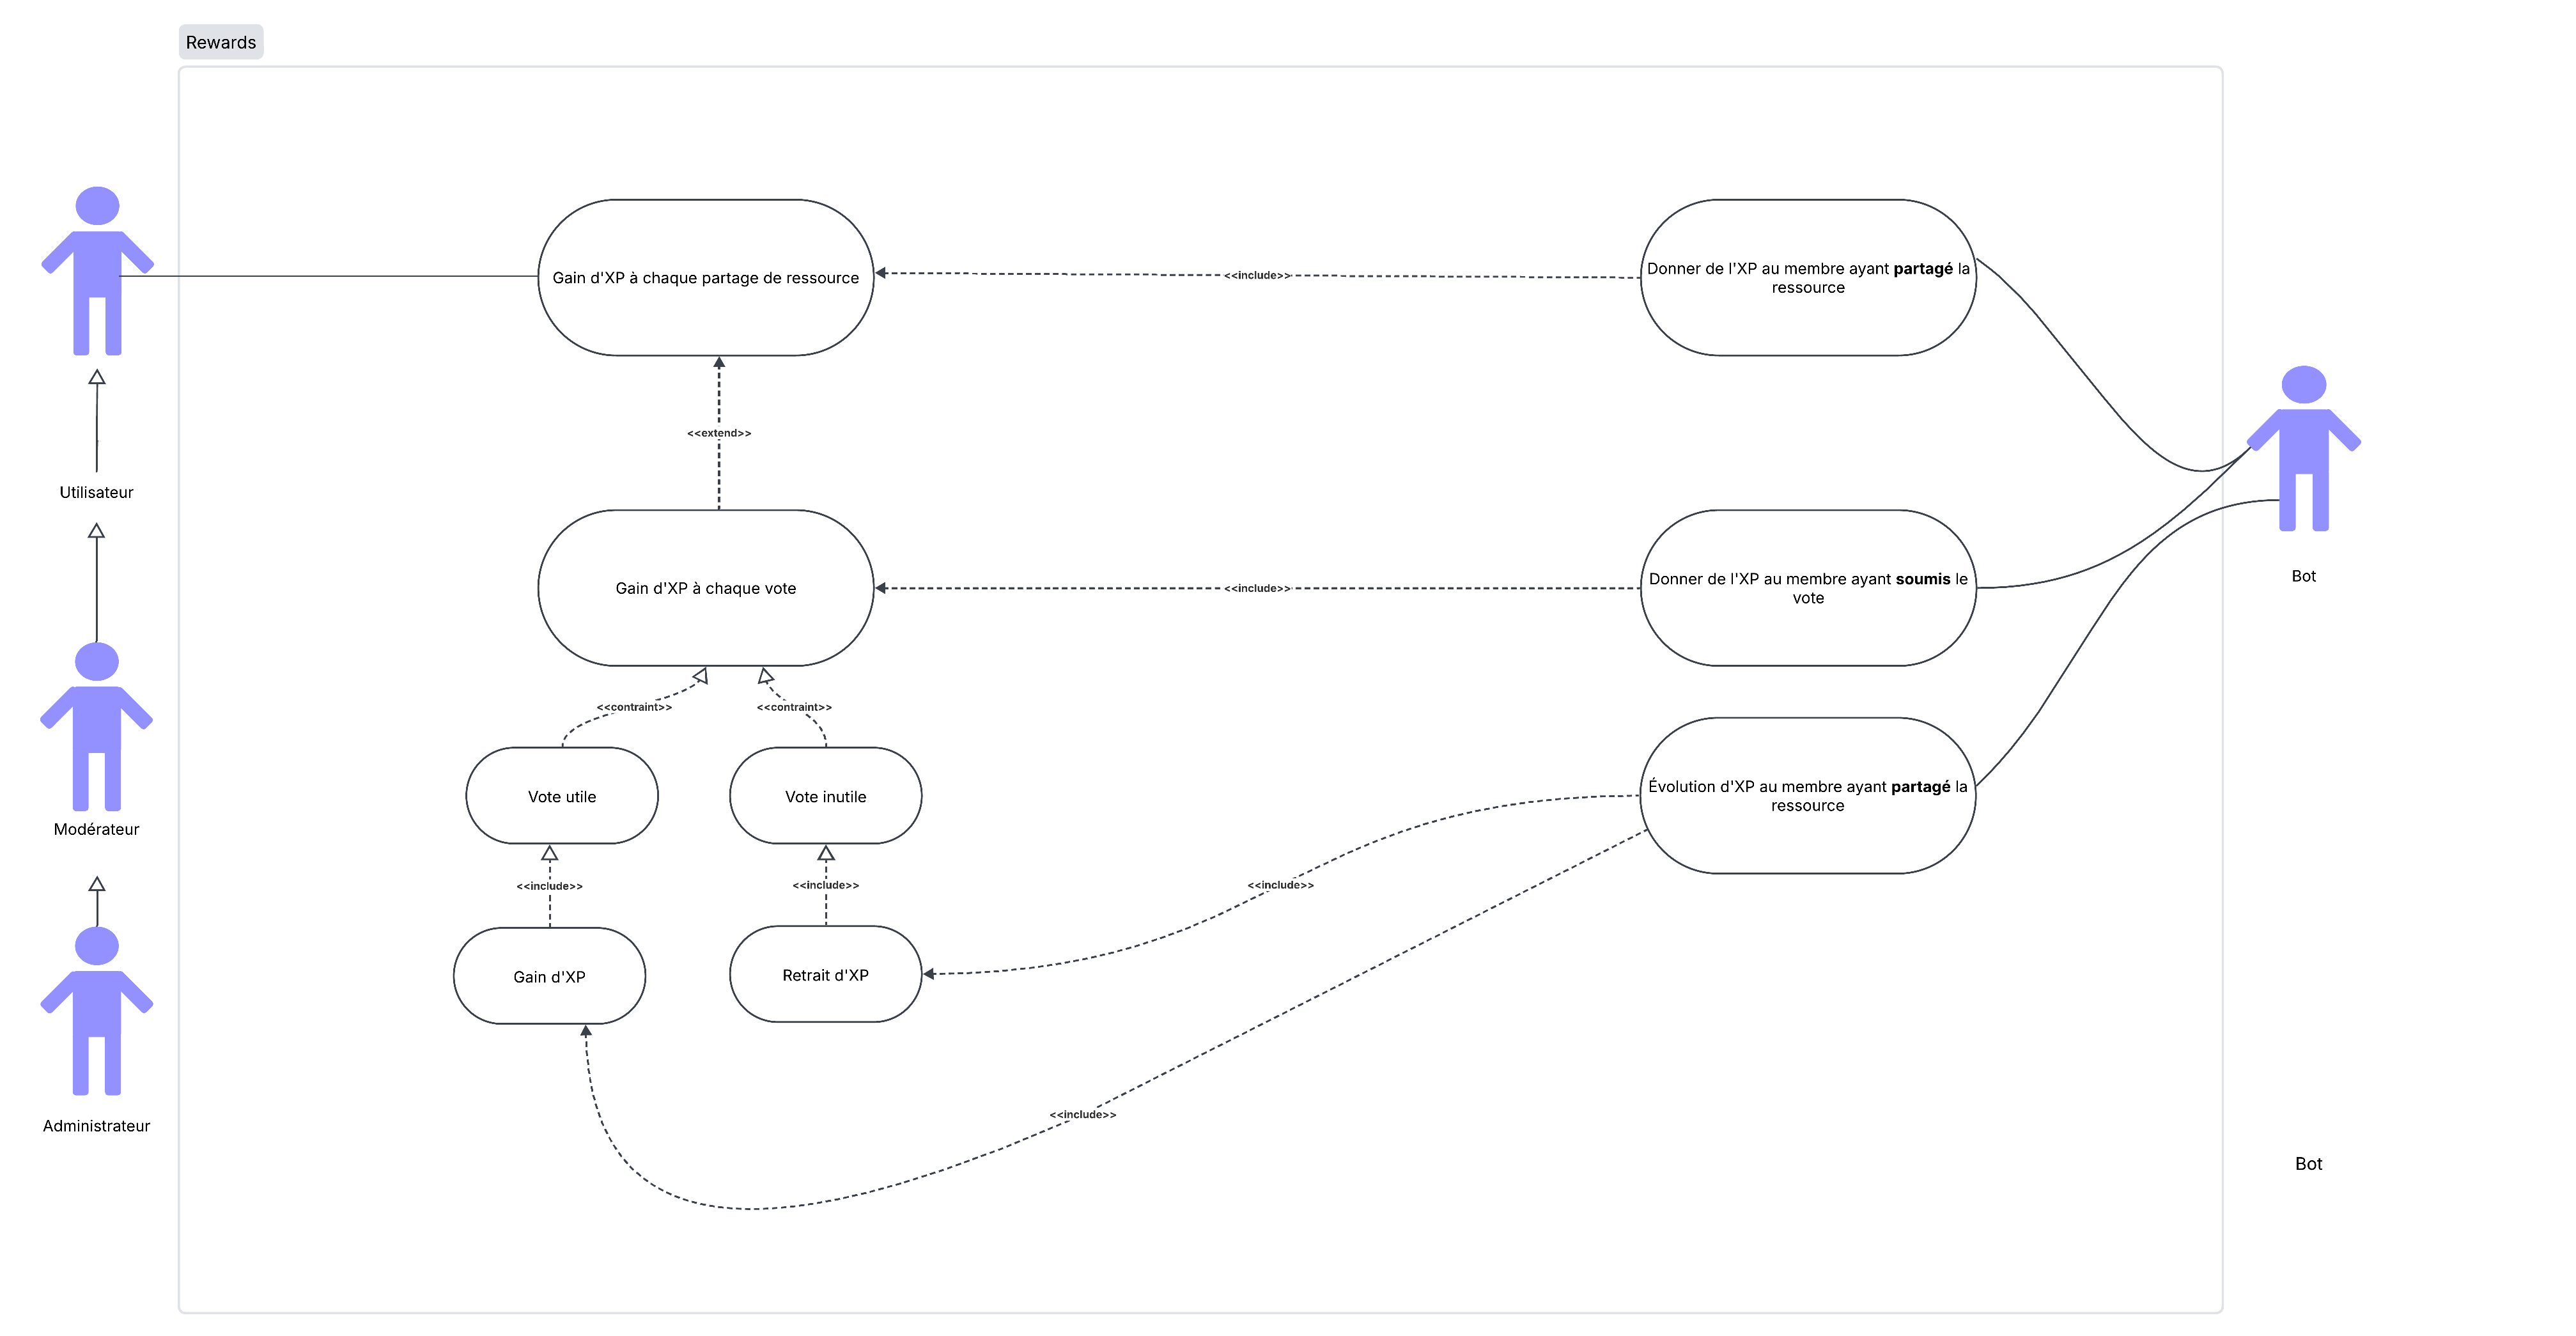 Rewards
Gain d'XP à chaque partage de ressource
<<include>>
Donner de l'XP au membre ayant partagé la
ressource
<<extend>>
Utilisateur
Gain d'XP à chaque vote
<<include>>
Donner de l'XP au membre ayant soumis le
vote
Bot
<<contraint>>
<<contraint>>
Vote utile
Vote inutile
Évolution d'XP au membre ayant partagé la
ressource
Modérateur
<<include>>
<<include>>
<<include>>
Gain d'XP
Retrait d'XP
<<include>>
Administrateur
Bot